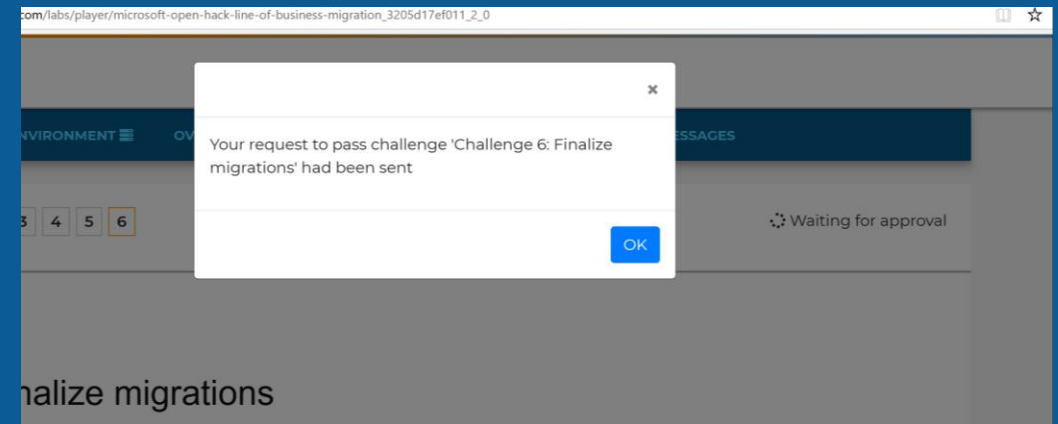 com/labs/player/microsoft-open-hack-line-of-business-migration_3205d17ef011_2_0
×
NVIRONMENT OV
Your request to pass challenge 'Challenge 6: Finalize
migrations' had been sent
ESSAGES
3 4 5 6
Waiting for approval
OK
nalize migrations